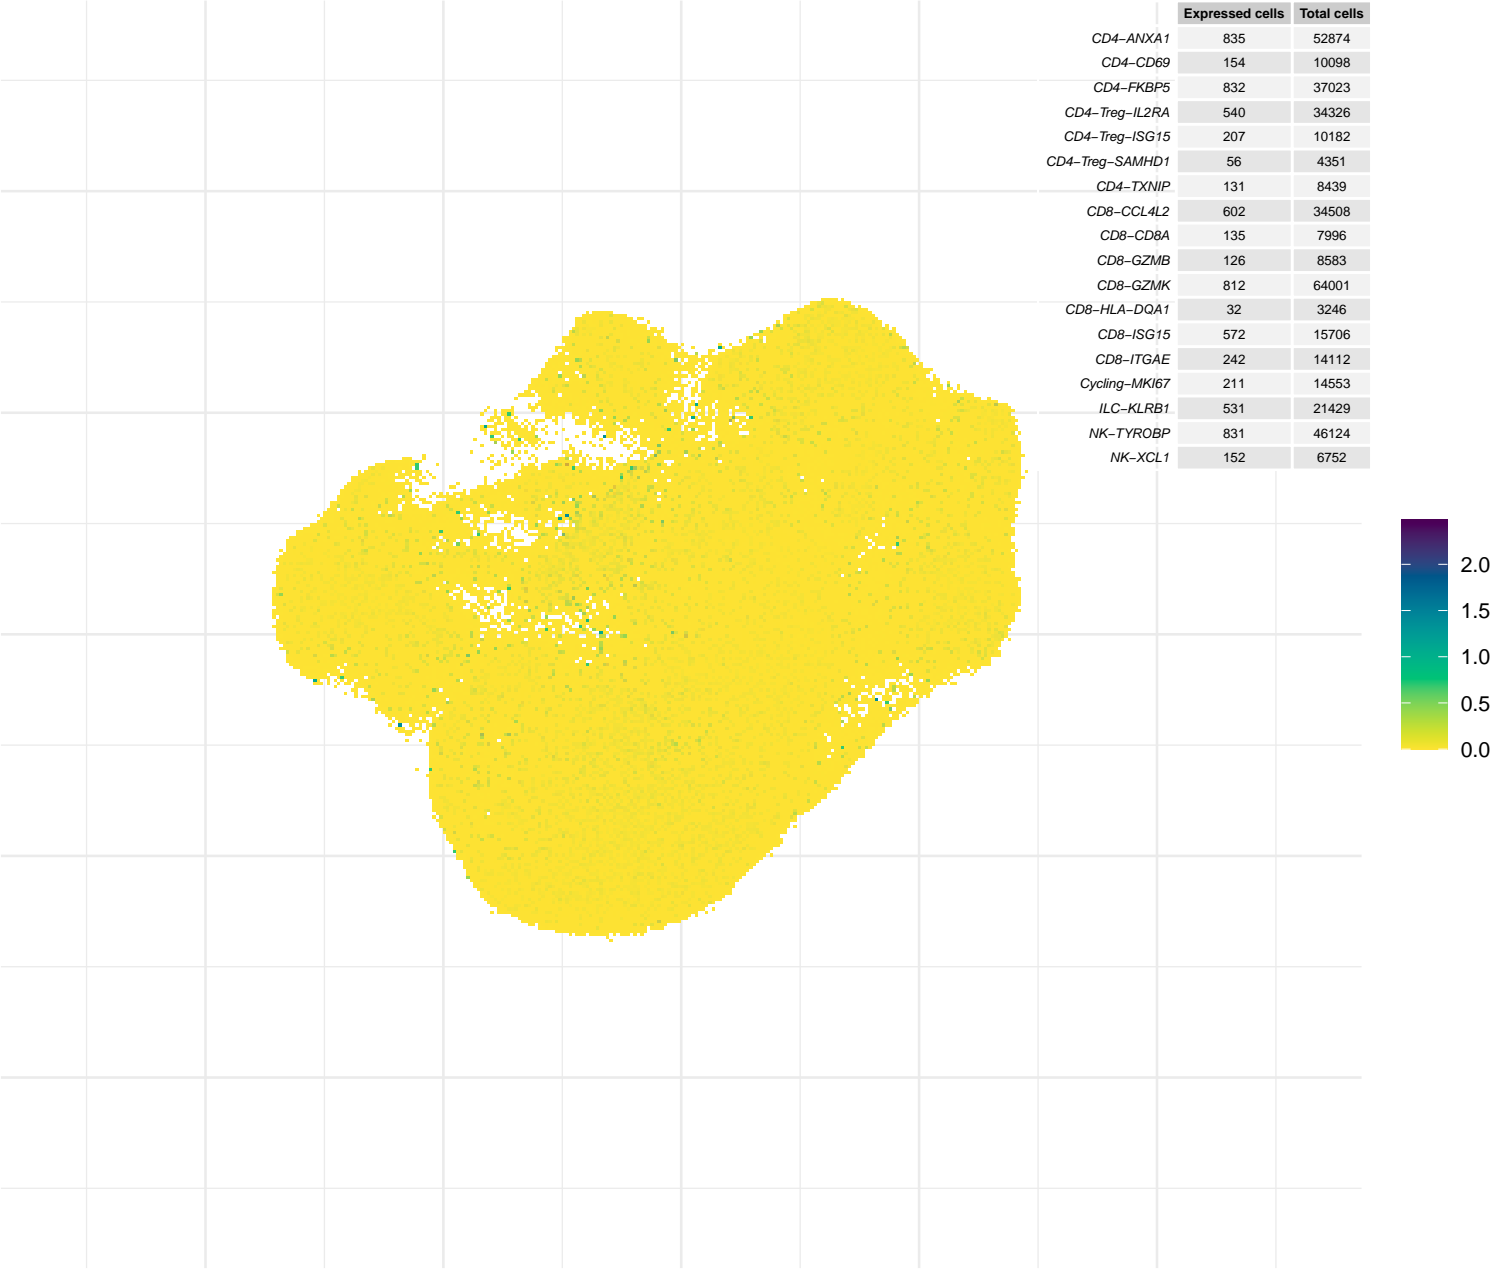 Expressed cells Total cells
CD4−ANXA1 835 52874
CD4−CD69 154 10098
CD4−FKBP5 832 37023
CD4−Treg−IL2RA 540 34326
CD4−Treg−ISG15 207 10182
CD4−Treg−SAMHD1 56 4351
CD4−TXNIP 131 8439
CD8−CCL4L2 602 34508
CD8−CD8A 135 7996
CD8−GZMB 126 8583
CD8−GZMK 812 64001
CD8−HLA−DQA1 32 3246
CD8−ISG15 572 15706
CD8−ITGAE 242 14112
Cycling−MKI67 211 14553
ILC−KLRB1 531 21429
NK−TYROBP 831 46124
NK−XCL1 152 6752
2.0
1.5
1.0
0.5
0.0